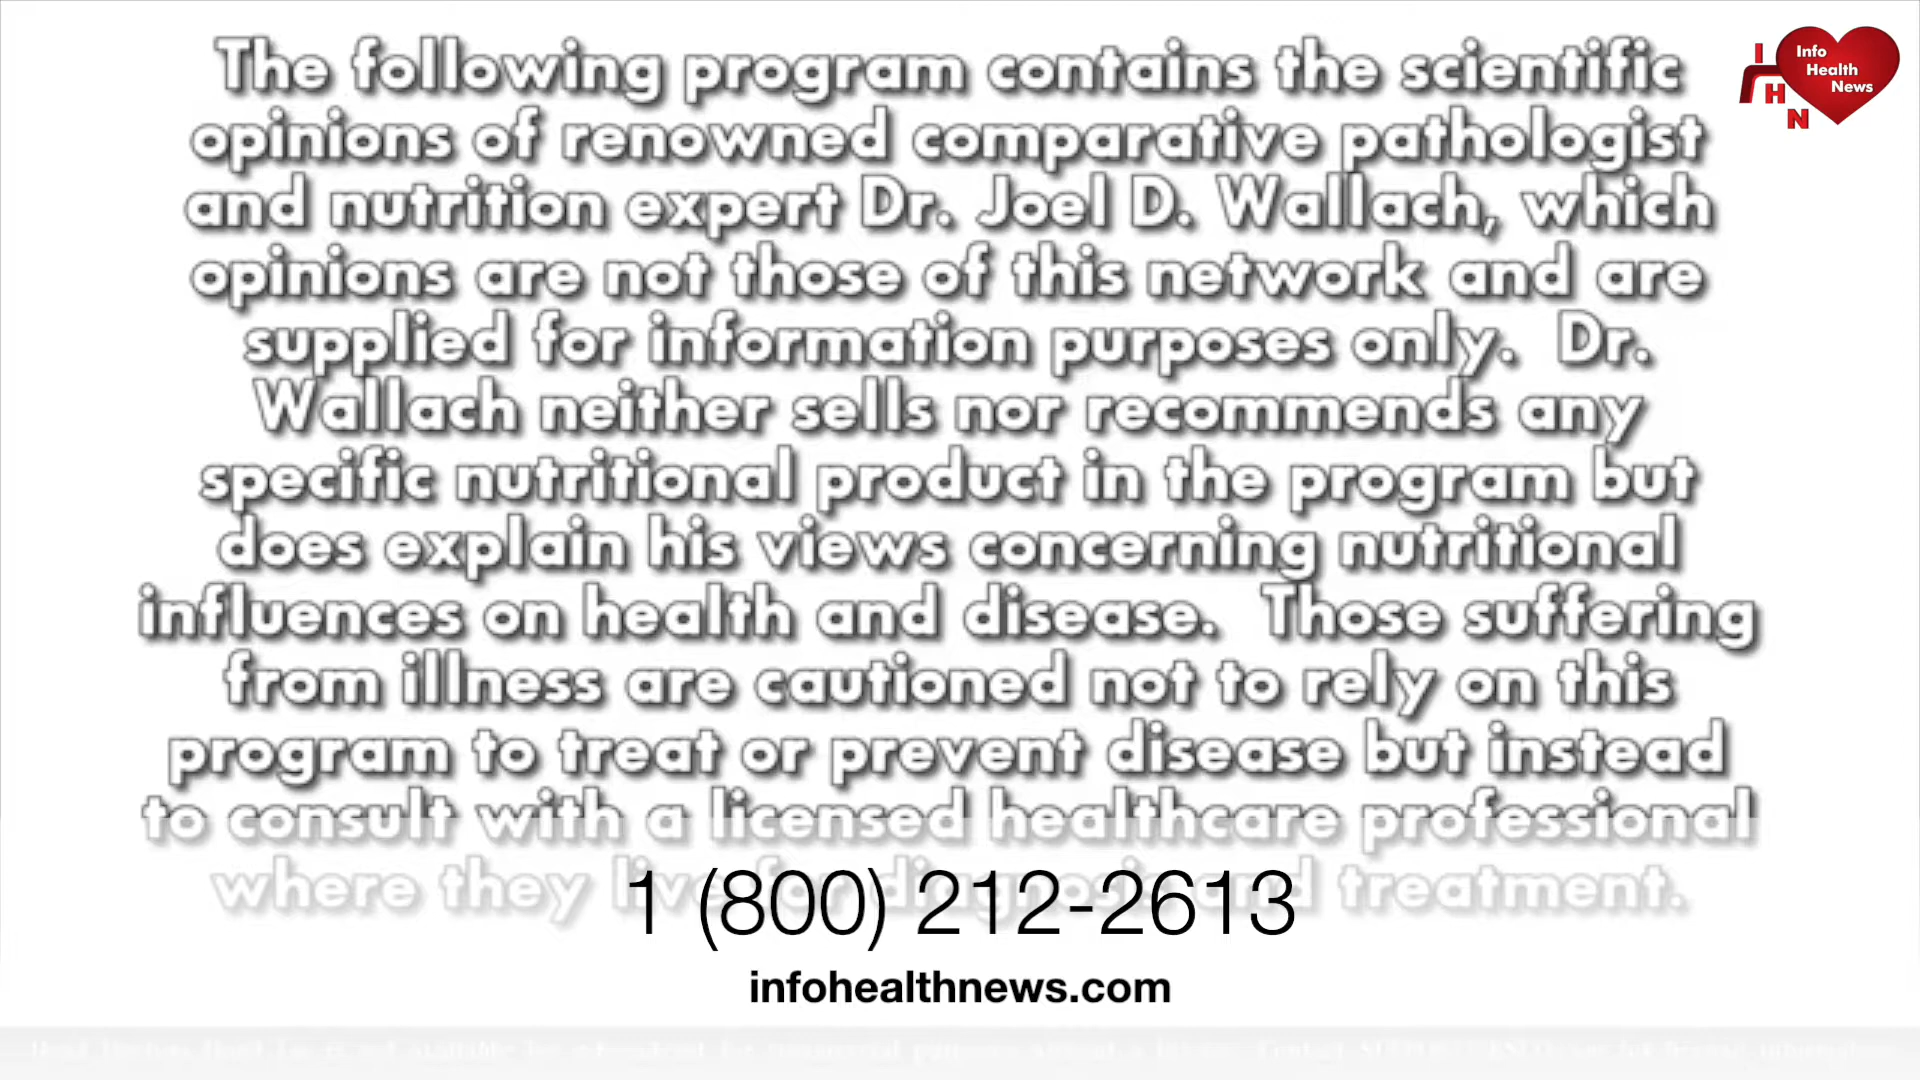 The following program contains the scientific
opinions of renowned comparative pathologist
and nutrition expert Dr. Joel D. Wallach, which
opinions are not those of this network and are
supplied for information purposes only. Dr.
Wallach neither sells nor recommends any
specific nutritional product in the program but
does explain his views concerning nutritional
influences on health and disease. Those suffering
from illness are cautioned not to rely on this
program to treat or prevent disease but instead
to consult with a licensed healthcare professional
where they live for diagnosis and treatment.
1 (800) 212-2613
infohealthnews.com
Info
Health
News
I
H
N